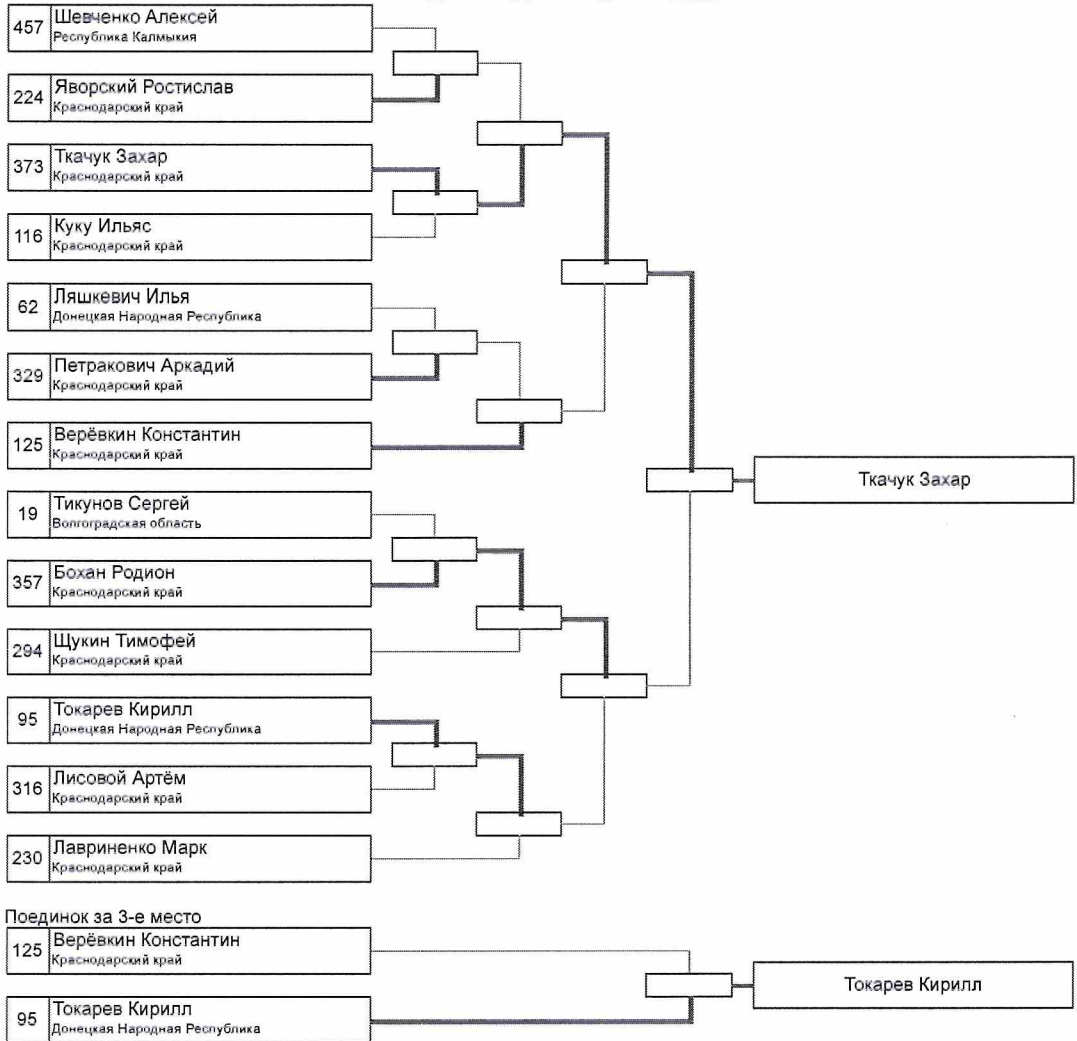 457
Шевченко Алексей
Республика Калмыкия
224
Яворский Ростислав
Краснодарский край
373
Ткачук Захар
Краснодарский край
116
Куку Ильяс
Краснодарский край
62
Ляшкевич Илья
Донецкая Народная Республика
329
Петракович Аркадий
Краснодарский край
125
Верёвкин Константин
Краснодарский край
Ткачук Захар
19
Тикунов Сергей
Волгоградская область
357
Бохан Родион
Краснодарский край
294
Щукин Тимофей
Краснодарский край
95
Токарев Кирилл
Донецкая Народная Республика
316
Лисовой Артём
Краснодарский край
230
Лавриненко Марк
Краснодарский край
Поединок за 3-е место
125
Верёвкин Константин
Краснодарский край
Токарев Кирилл
95
Токарев Кирилл
Донецкая Народная Республика